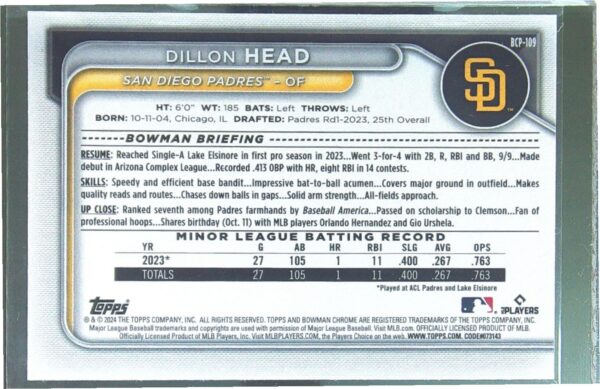 BCP-109
DILLON HEAD
SAN DIEGO PADRES™ - OF
SD
HT: 6'0" WT: 185 BATS: Left THROWS: Left
BORN: 10-11-04, Chicago, IL DRAFTED: Padres Rd1-2023, 25th Overall
BOWMAN BRIEFING
RESUME: Reached Single-A Lake Elsinore in first pro season in 2023...Went 3-for-4 with 2B, R, RBI and BB, 9/9...Made
debut in Arizona Complex League...Recorded .413 OBP with HR, eight RBI in 14 contests.
SKILLS: Speedy and efficient base bandit...Impressive bat-to-ball acumen...Covers major ground in outfield...Makes
quality reads and routes...Chases down balls in gaps...Solid arm strength...All-fields approach.
UP CLOSE: Ranked seventh among Padres farmhands by Baseball America...Passed on scholarship to Clemson...Fan of
professional hoops...Shares birthday (Oct. 11) with MLB players Orlando Hernandez and Gio Urshela.
MINOR LEAGUE BATTING RECORD
YR G AB HR RBI SLG AVG OPS
2023* 27 105 1 11 .400 .267 .763
TOTALS 27 105 1 11 .400 .267 .763
*Played at ACL Padres and Lake Elsinore
Topps
PLAYERS
® & © 2024 THE TOPPS COMPANY, INC. ALL RIGHTS RESERVED. TOPPS AND BOWMAN CHROME ARE REGISTERED TRADEMARKS OF THE TOPPS COMPANY, INC.
Major League Baseball trademarks and copyrights are used with permission of Major League Baseball. Visit MLB.com. OFFICIALLY LICENSED PRODUCT OF MLB.
OFFICIALLY LICENSED PRODUCT OF MLB Players, Inc. Visit MLBPLAYERS.COM, the Players Choice on the web. WWW.TOPPS.COM. CODE#073143